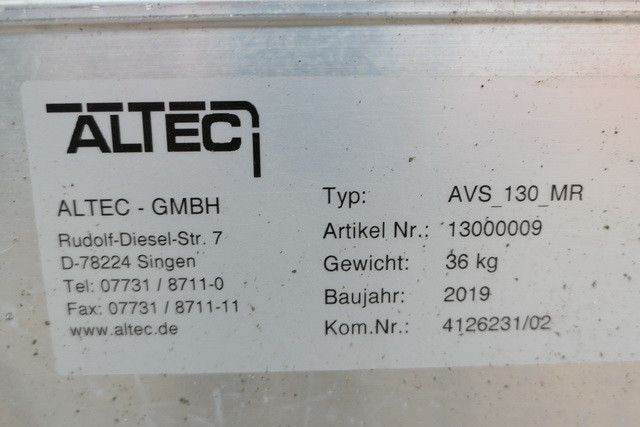 ALTEC
ALTEC - GMBH
Rudolf-Diesel-Str. 7
D-78224 Singen
Tel: 07731 / 8711-0
Fax: 07731 / 8711-11
www.altec.de
Typ: AVS_130_MR
Artikel Nr.: 13000009
Gewicht: 36 kg
Baujahr: 2019
Kom.Nr.: 4126231/02